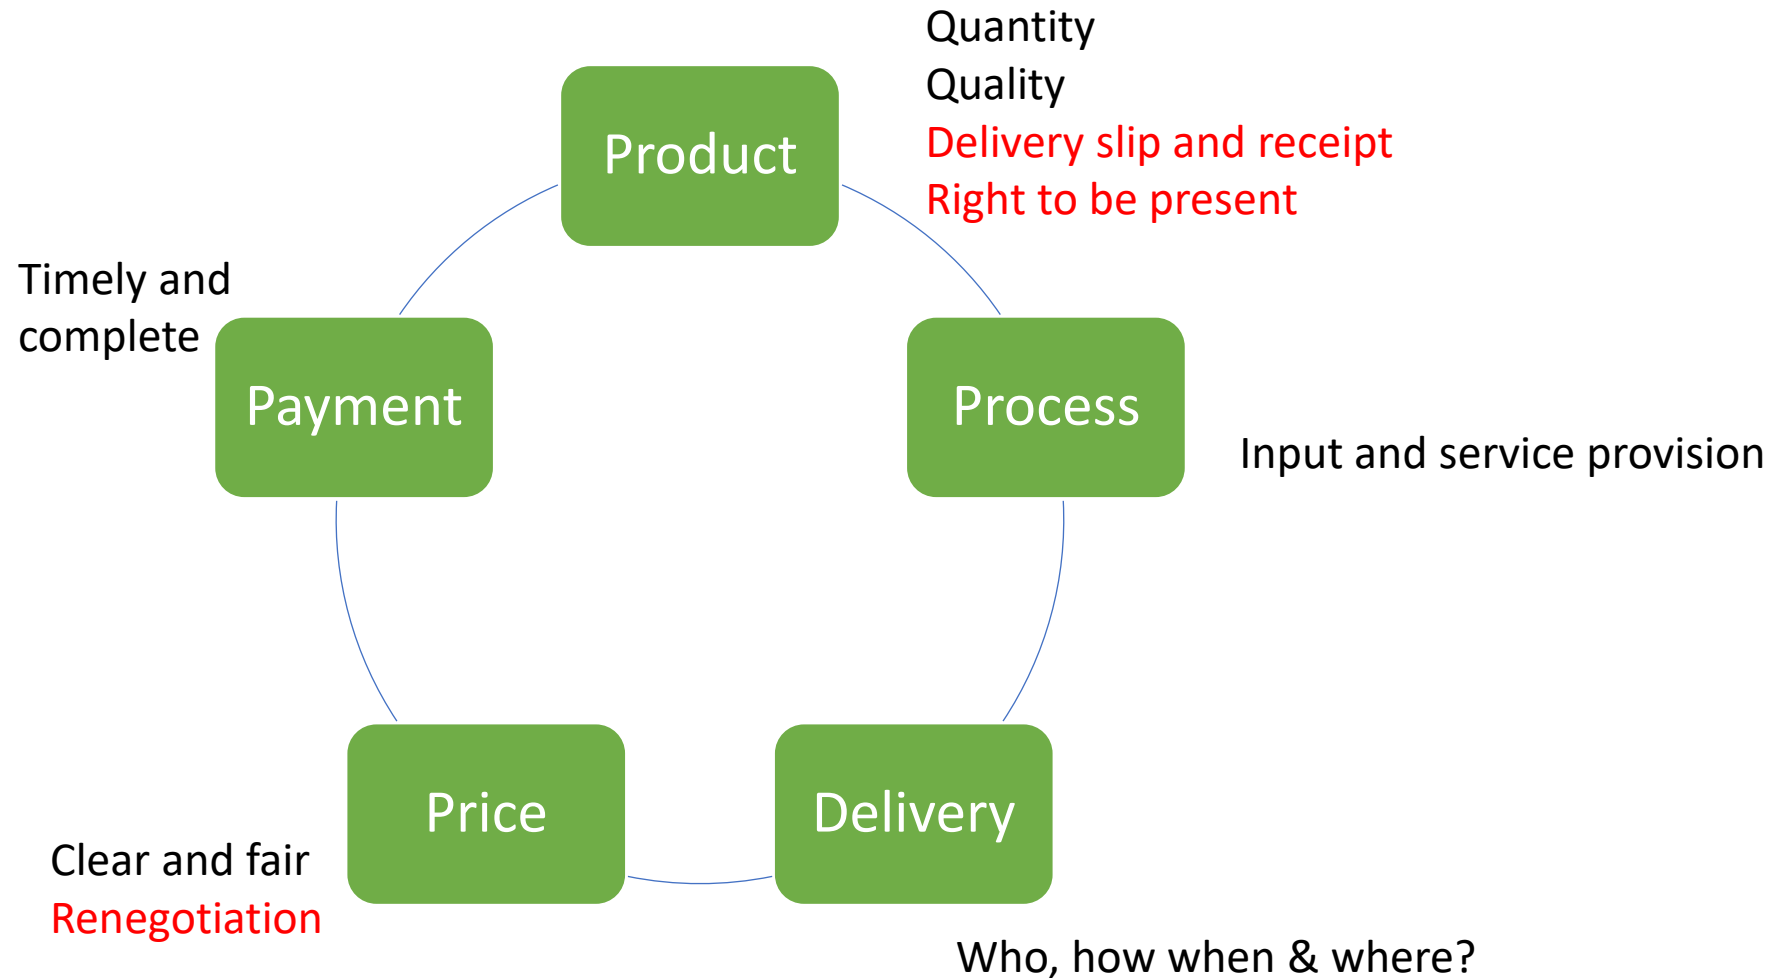 Quantity
Quality
Delivery slip and receipt
Right to be present
Product
Timely and
complete
Payment
Process
Input and service provision
Price
Delivery
Clear and fair
Renegotiation
Who, how when & where?